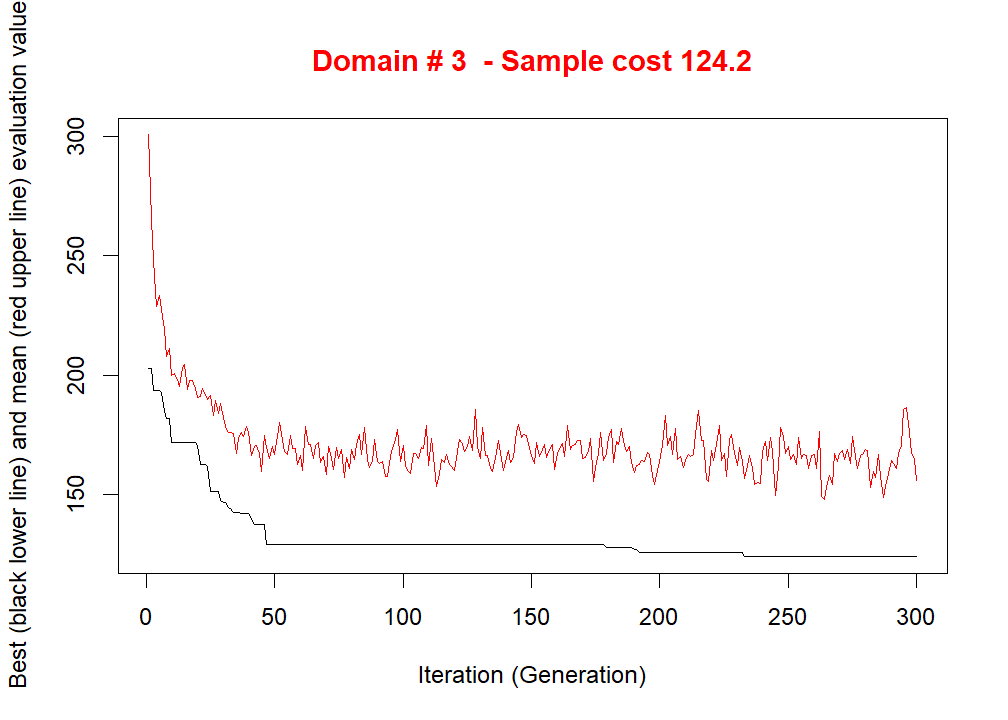 Domain # 3  - Sample cost 124.2
Best (black lower line) and mean (red upper line) evaluation value
300
250
200
150
0 50 100 150 200 250 300
Iteration (Generation)